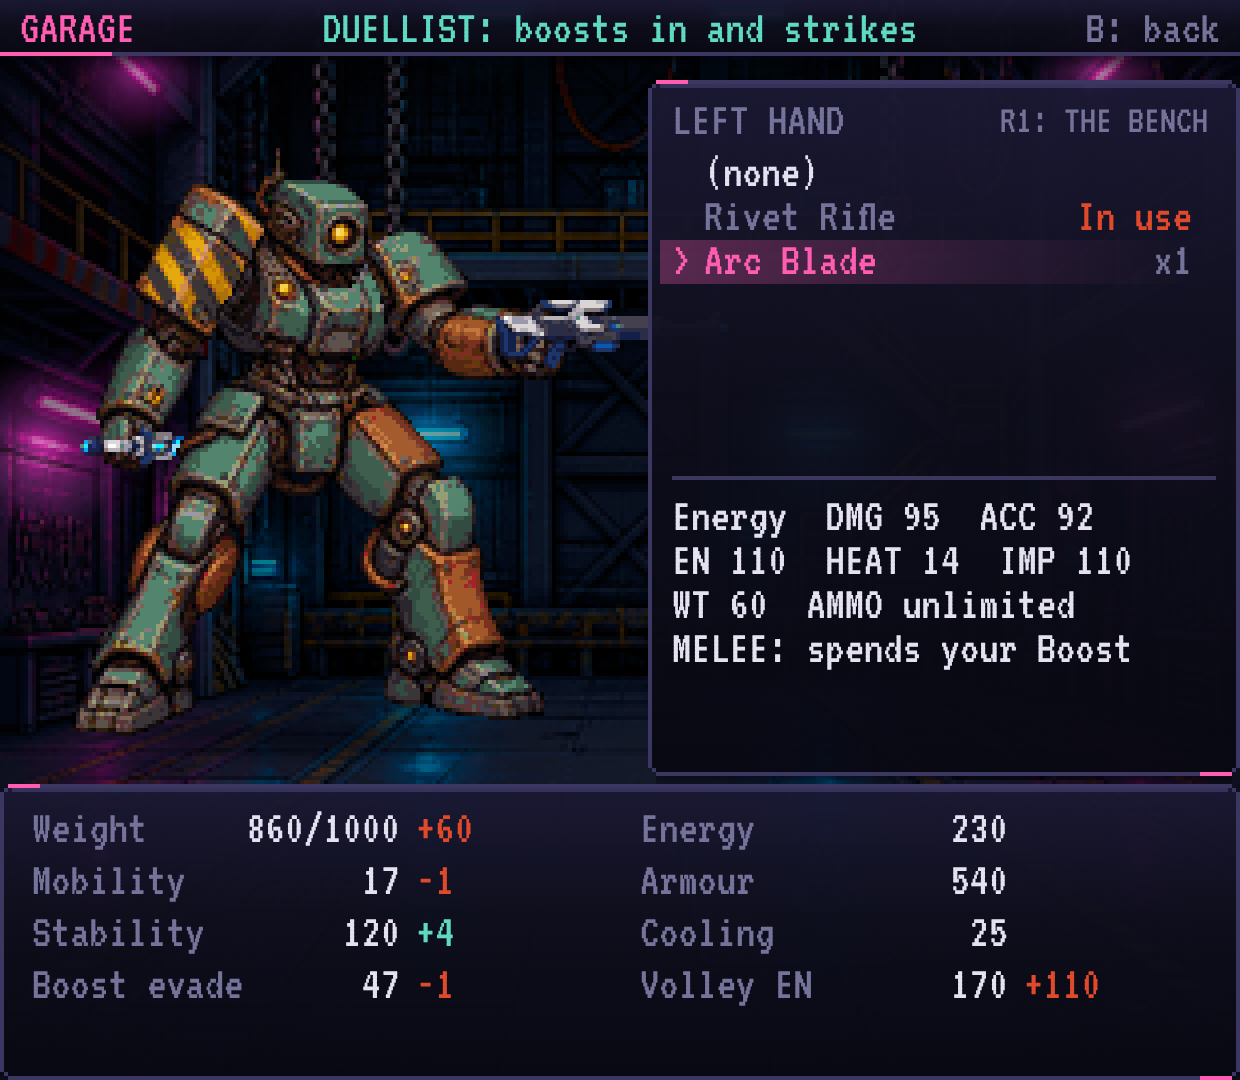 GARAGE DUELLIST: boosts in and strikes B: back
LEFT HAND R1: THE BENCH
(none)
Rivet Rifle In use
> Arc Blade x1
Energy DMG 95 ACC 92
EN 110 HEAT 14 IMP 110
WT 60 AMMO unlimited
MELEE: spends your Boost
Weight 860/1000 +60 Energy 230
Mobility 17 -1 Armour 540
Stability 120 +4 Cooling 25
Boost evade 47 -1 Volley EN 170 +110